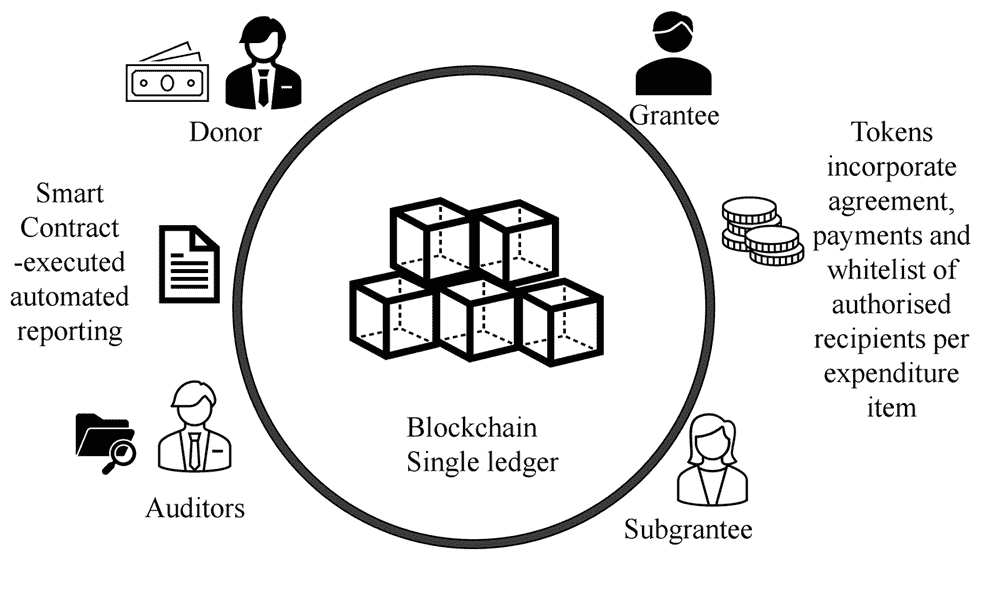 Donor
Grantee
Smart
Contract
-executed
automated
reporting
Tokens
incorporate
agreement,
payments and
whitelist of
authorised
recipients per
expenditure
item
Blockchain
Single ledger
Auditors
Subgrantee